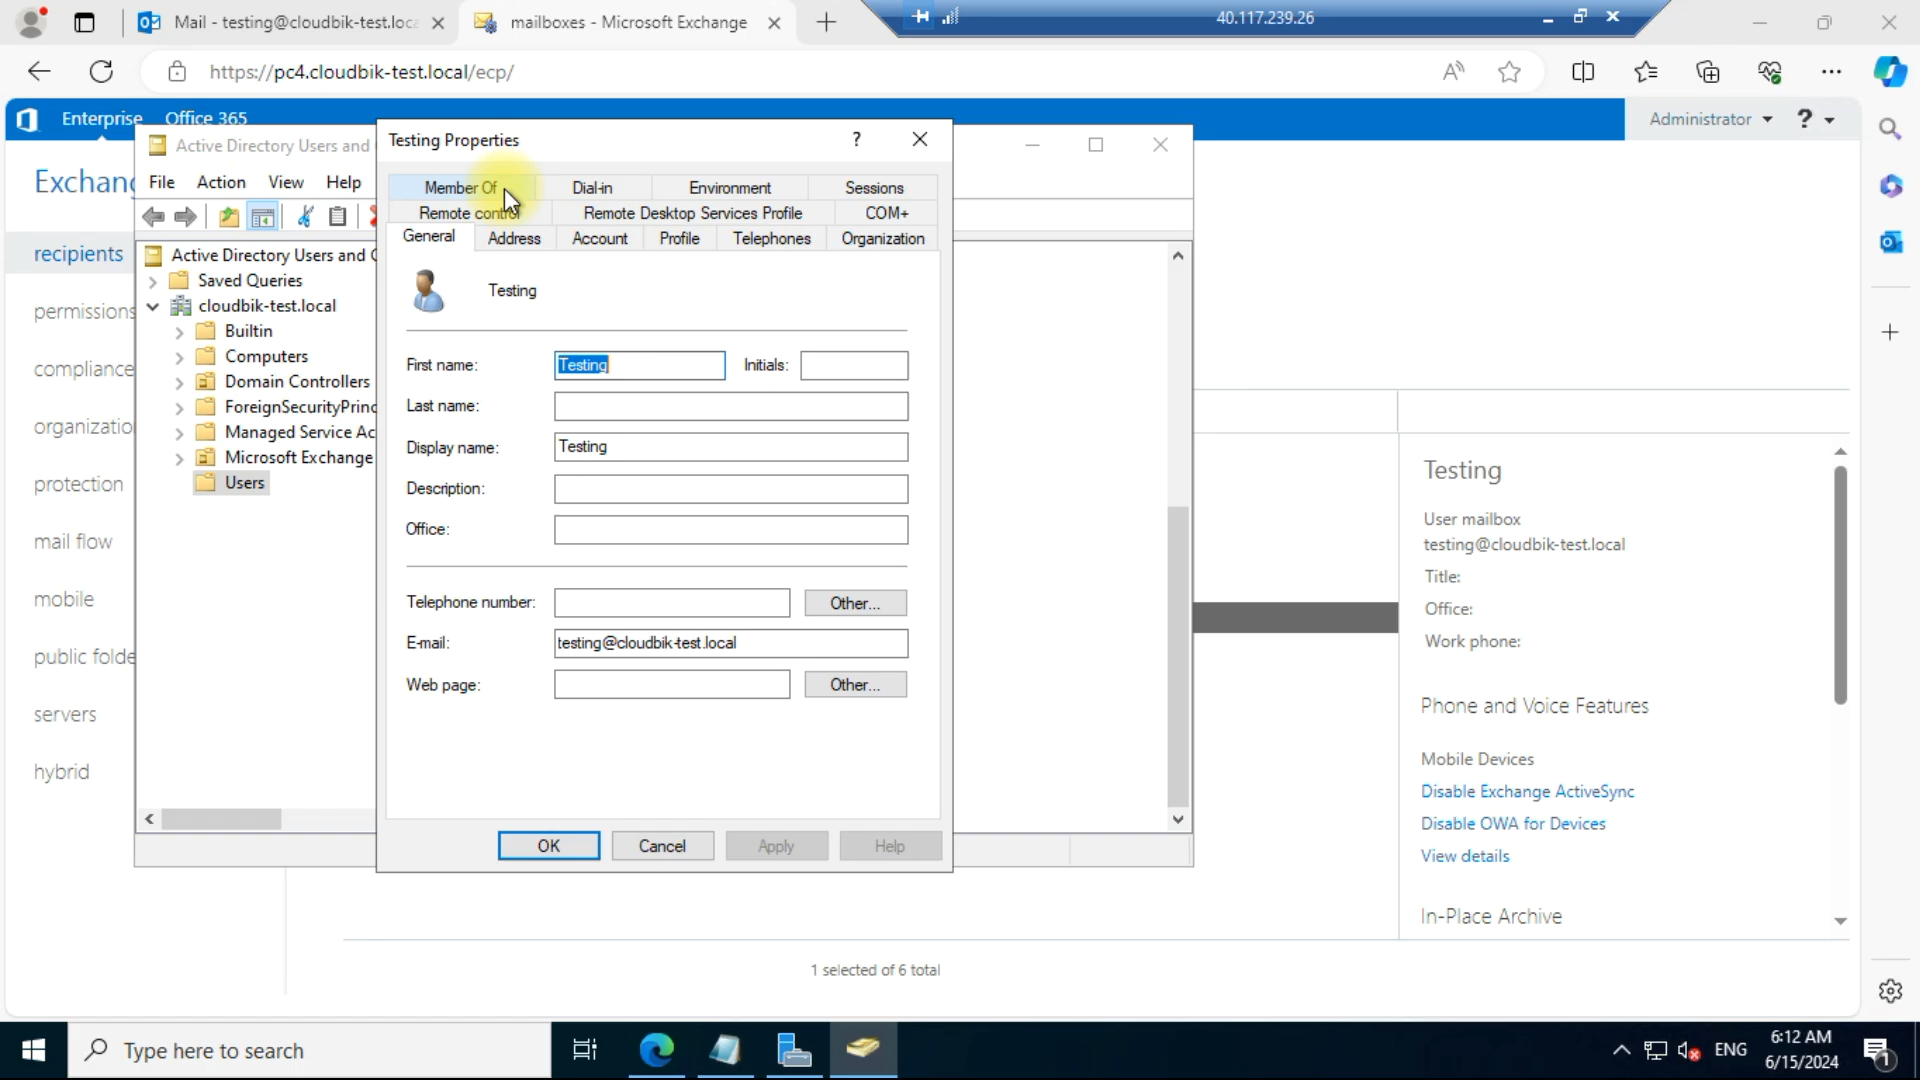 Mail - testing@cloudbik-test.loca
mailboxes - Microsoft Exchange
40.117.239.26
https://pc4.cloudbik-test.local/ecp/
Enterprise Office 365
Administrator
?
Exchang
recipients
permissions
compliance
organizatio
protection
mail flow
mobile
public folde
servers
hybrid
Active Directory Users and
File Action View Help
Active Directory Users and C
Saved Queries
cloudbik-test.local
Builtin
Computers
Domain Controllers
ForeignSecurityPrinc
Managed Service Ac
Microsoft Exchange
Users
Testing Properties
?
Member Of Dial-in Environment Sessions
Remote control Remote Desktop Services Profile COM+
General Address Account Profile Telephones Organization
Testing
First name: Testing Initials:
Last name:
Display name: Testing
Description:
Office:
Telephone number: Other...
E-mail: testing@cloudbik-test.local
Web page: Other...
OK Cancel Apply Help
Testing
User mailbox
testing@cloudbik-test.local
Title:
Office:
Work phone:
Phone and Voice Features
Mobile Devices
Disable Exchange ActiveSync
Disable OWA for Devices
View details
In-Place Archive
1 selected of 6 total
Type here to search
ENG
6:12 AM
6/15/2024
1